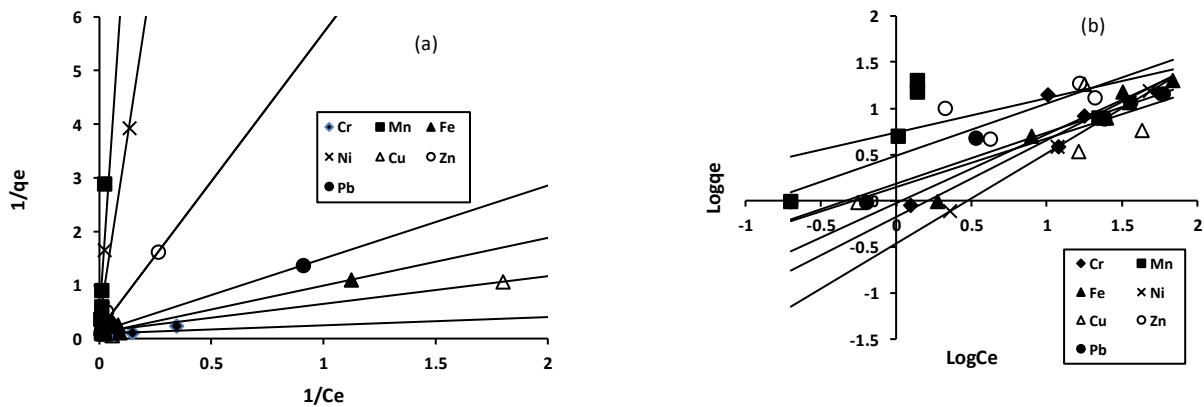 (a)
6
5
4
3
2
1
0
0 0.5 1 1.5 2
1/qe
1/Ce
Cr Mn Fe
Ni Cu Zn
Pb
(b)
2
1.5
1
0.5
0
-0.5
-1
-1.5
-1 -0.5 0 0.5 1 1.5 2
Logqe
LogCe
Cr Mn
Fe Ni
Cu Zn
Pb